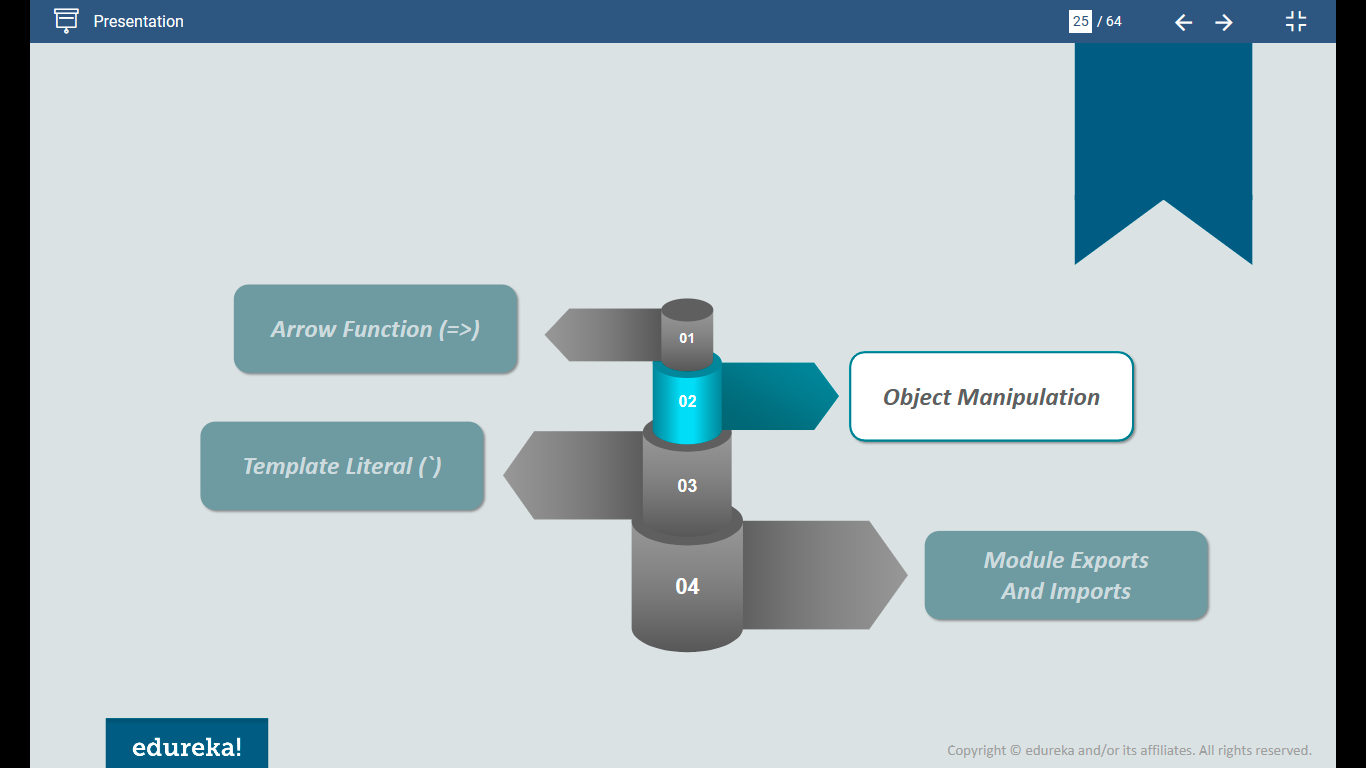 Presentation
25 / 64
Arrow Function (=>)
01
02
Object Manipulation
Template Literal (`)
03
04
Module Exports
And Imports
edureka!
Copyright © edureka and/or its affiliates. All rights reserved.